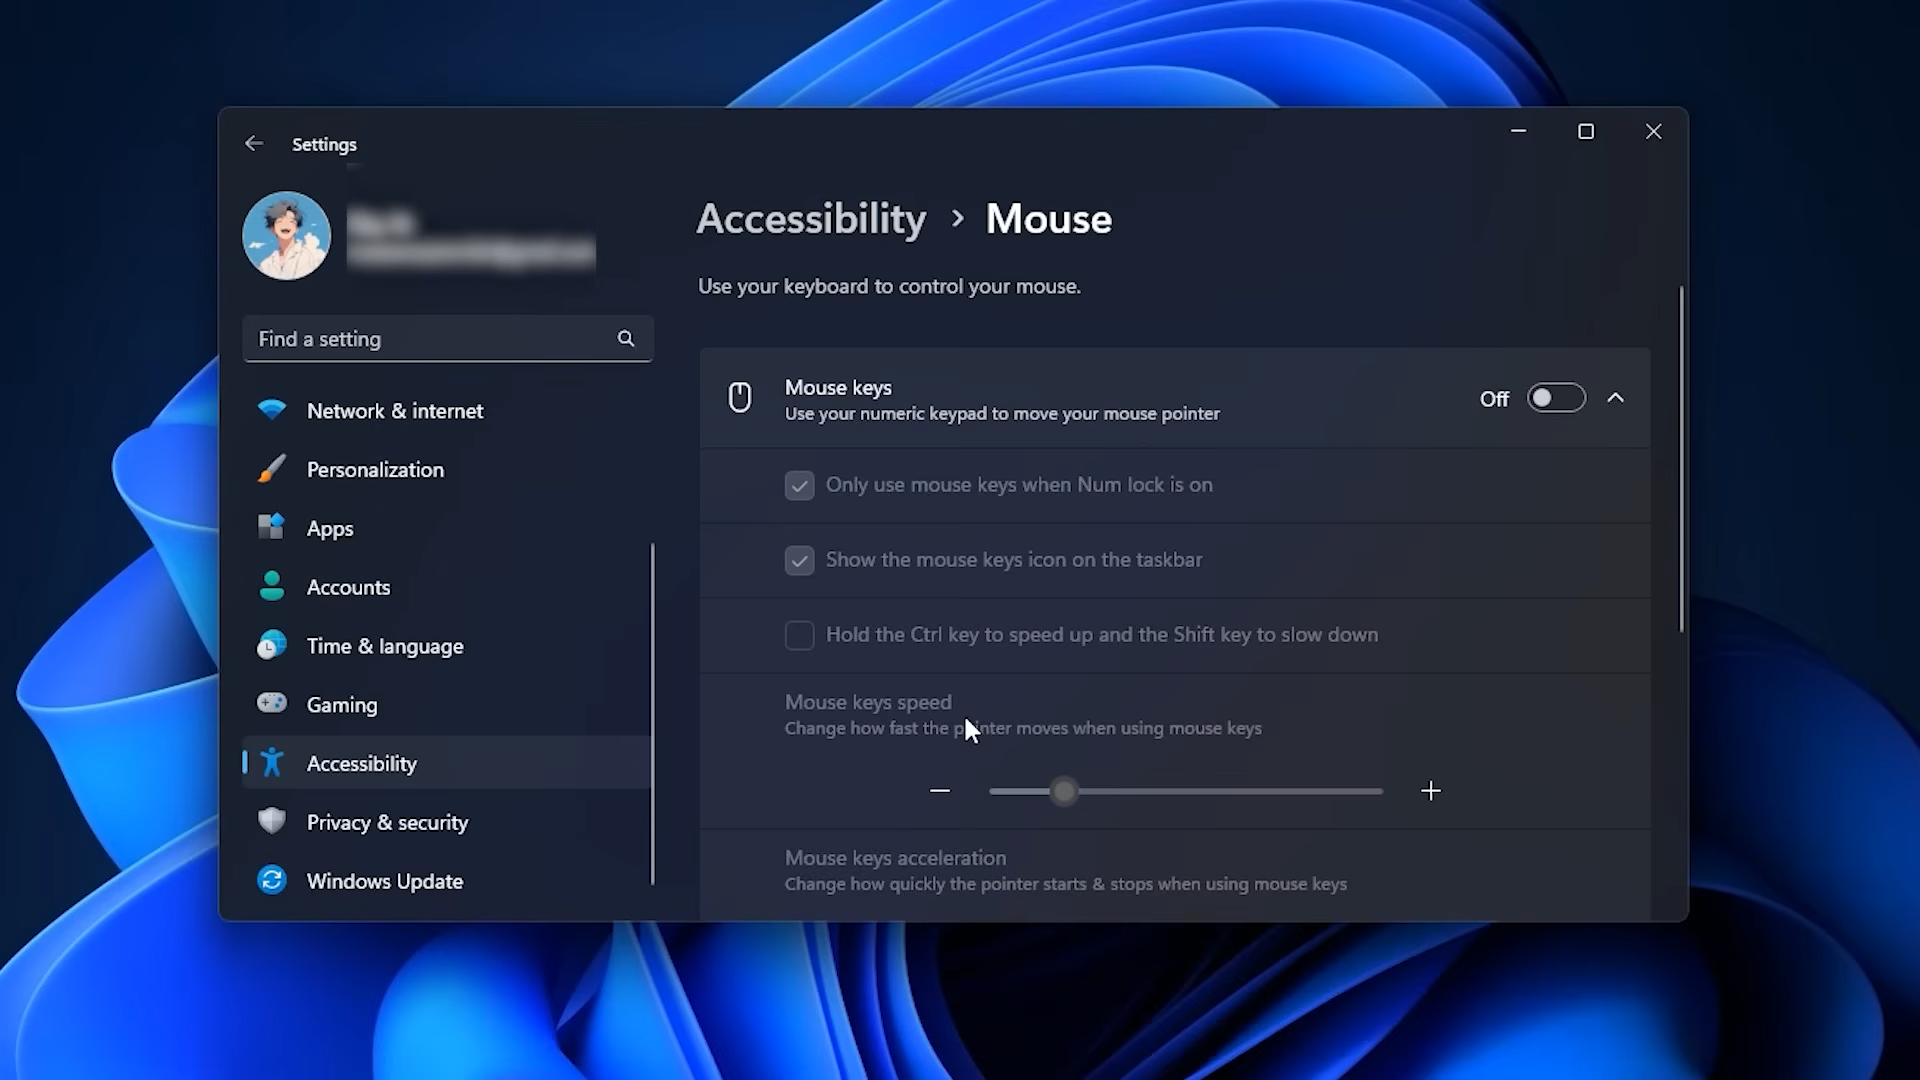 Settings
Find a setting
Network & internet
Personalization
Apps
Accounts
Time & language
Gaming
Accessibility
Privacy & security
Windows Update
Accessibility > Mouse
Use your keyboard to control your mouse.
Mouse keys
Use your numeric keypad to move your mouse pointer
Off
Only use mouse keys when Num lock is on
Show the mouse keys icon on the taskbar
Hold the Ctrl key to speed up and the Shift key to slow down
Mouse keys speed
Change how fast the pointer moves when using mouse keys
Mouse keys acceleration
Change how quickly the pointer starts & stops when using mouse keys